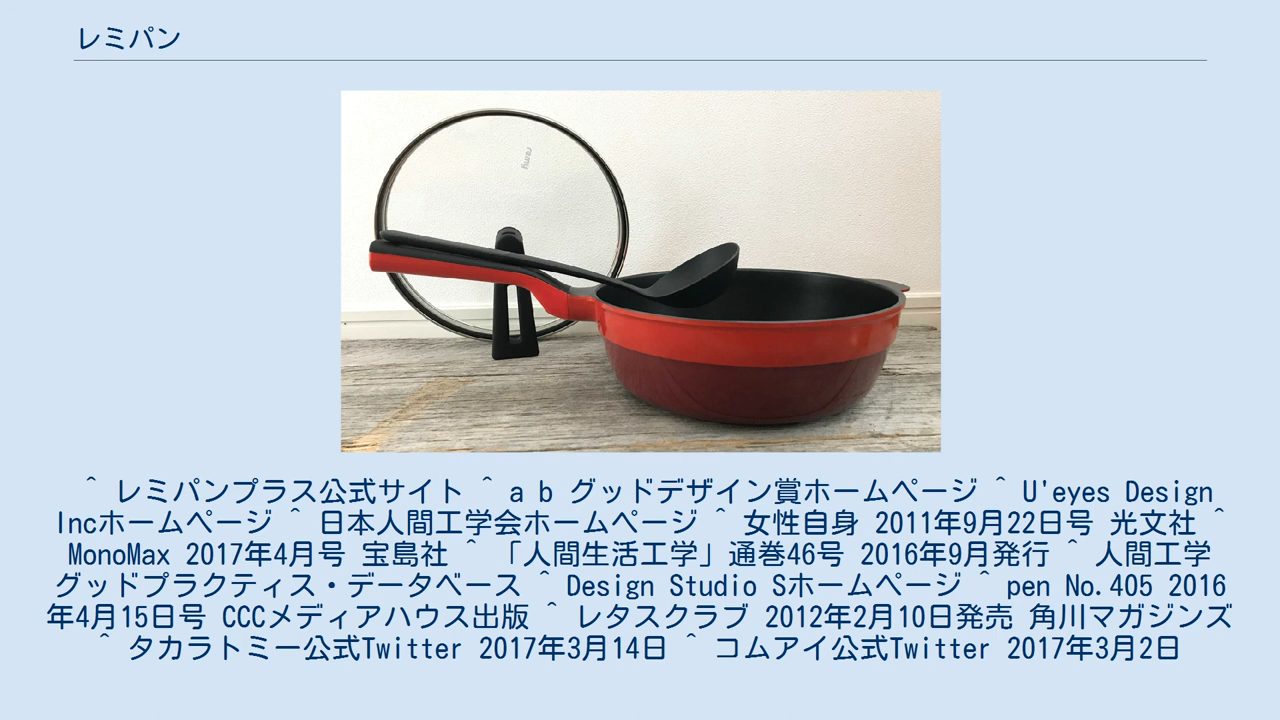 レミパン
remy
^ レミパンプラス公式サイト ^ a b グッドデザイン賞ホームページ ^ U'eyes Design
Incホームページ ^ 日本人間工学会ホームページ ^ 女性自身 2011年9月22日号 光文社 ^
MonoMax 2017年4月号 宝島社 ^ 「人間生活工学」通巻46号 2016年9月発行 ^ 人間工学
グッドプラクティス・データベース ^ Design Studio Sホームページ ^ pen No.405 2016
年4月15日号 CCCメディアハウス出版 ^ レタスクラブ 2012年2月10日発売 角川マガジンズ
^ タカラトミー公式Twitter 2017年3月14日 ^ コムアイ公式Twitter 2017年3月2日